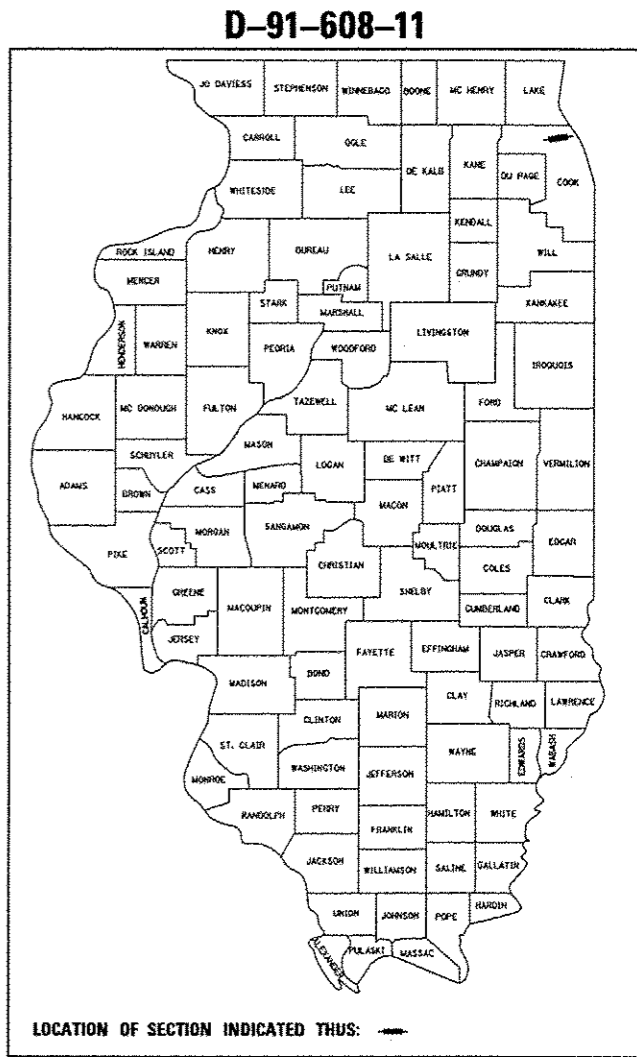 D-91-608-11
JO DAVIESS
STEPHENSON
WINNEBAGO
BOONE
MC HENRY
LAKE
CARROLL
OGLE
DE KALB
KANE
DU PAGE
COOK
WHITESIDE
LEE
KENDALL
ROCK ISLAND
HENRY
BUREAU
LA SALLE
GRUNDY
WILL
MERCER
PUTNAM
STARK
MARSHALL
KANKAKEE
HENDERSON
WARREN
KNOX
PEORIA
WOODFORD
LIVINGSTON
IROQUOIS
HANCOCK
MC DONOUGH
FULTON
TAZEWELL
MC LEAN
FORD
MASON
SCHUYLER
LOGAN
DE WITT
CHAMPAIGN
VERMILION
ADAMS
BROWN
CASS
MENARD
MACON
PIATT
MORGAN
SANGAMON
DOUGLAS
EDGAR
PIKE
SCOTT
CHRISTIAN
MOULTRIE
COLES
CALHOUN
GREENE
MACOUPIN
MONTGOMERY
SHELBY
CUMBERLAND
CLARK
JERSEY
FAYETTE
EFFINGHAM
JASPER
CRAWFORD
MADISON
BOND
CLAY
RICHLAND
LAWRENCE
CLINTON
MARION
ST. CLAIR
WAYNE
EDWARDS
WABASH
MONROE
WASHINGTON
JEFFERSON
RANDOLPH
PERRY
HAMILTON
WHITE
FRANKLIN
JACKSON
WILLIAMSON
SALINE
GALLATIN
UNION
JOHNSON
POPE
HARDIN
ALEXANDER
PULASKI
MASSAC
LOCATION OF SECTION INDICATED THUS: